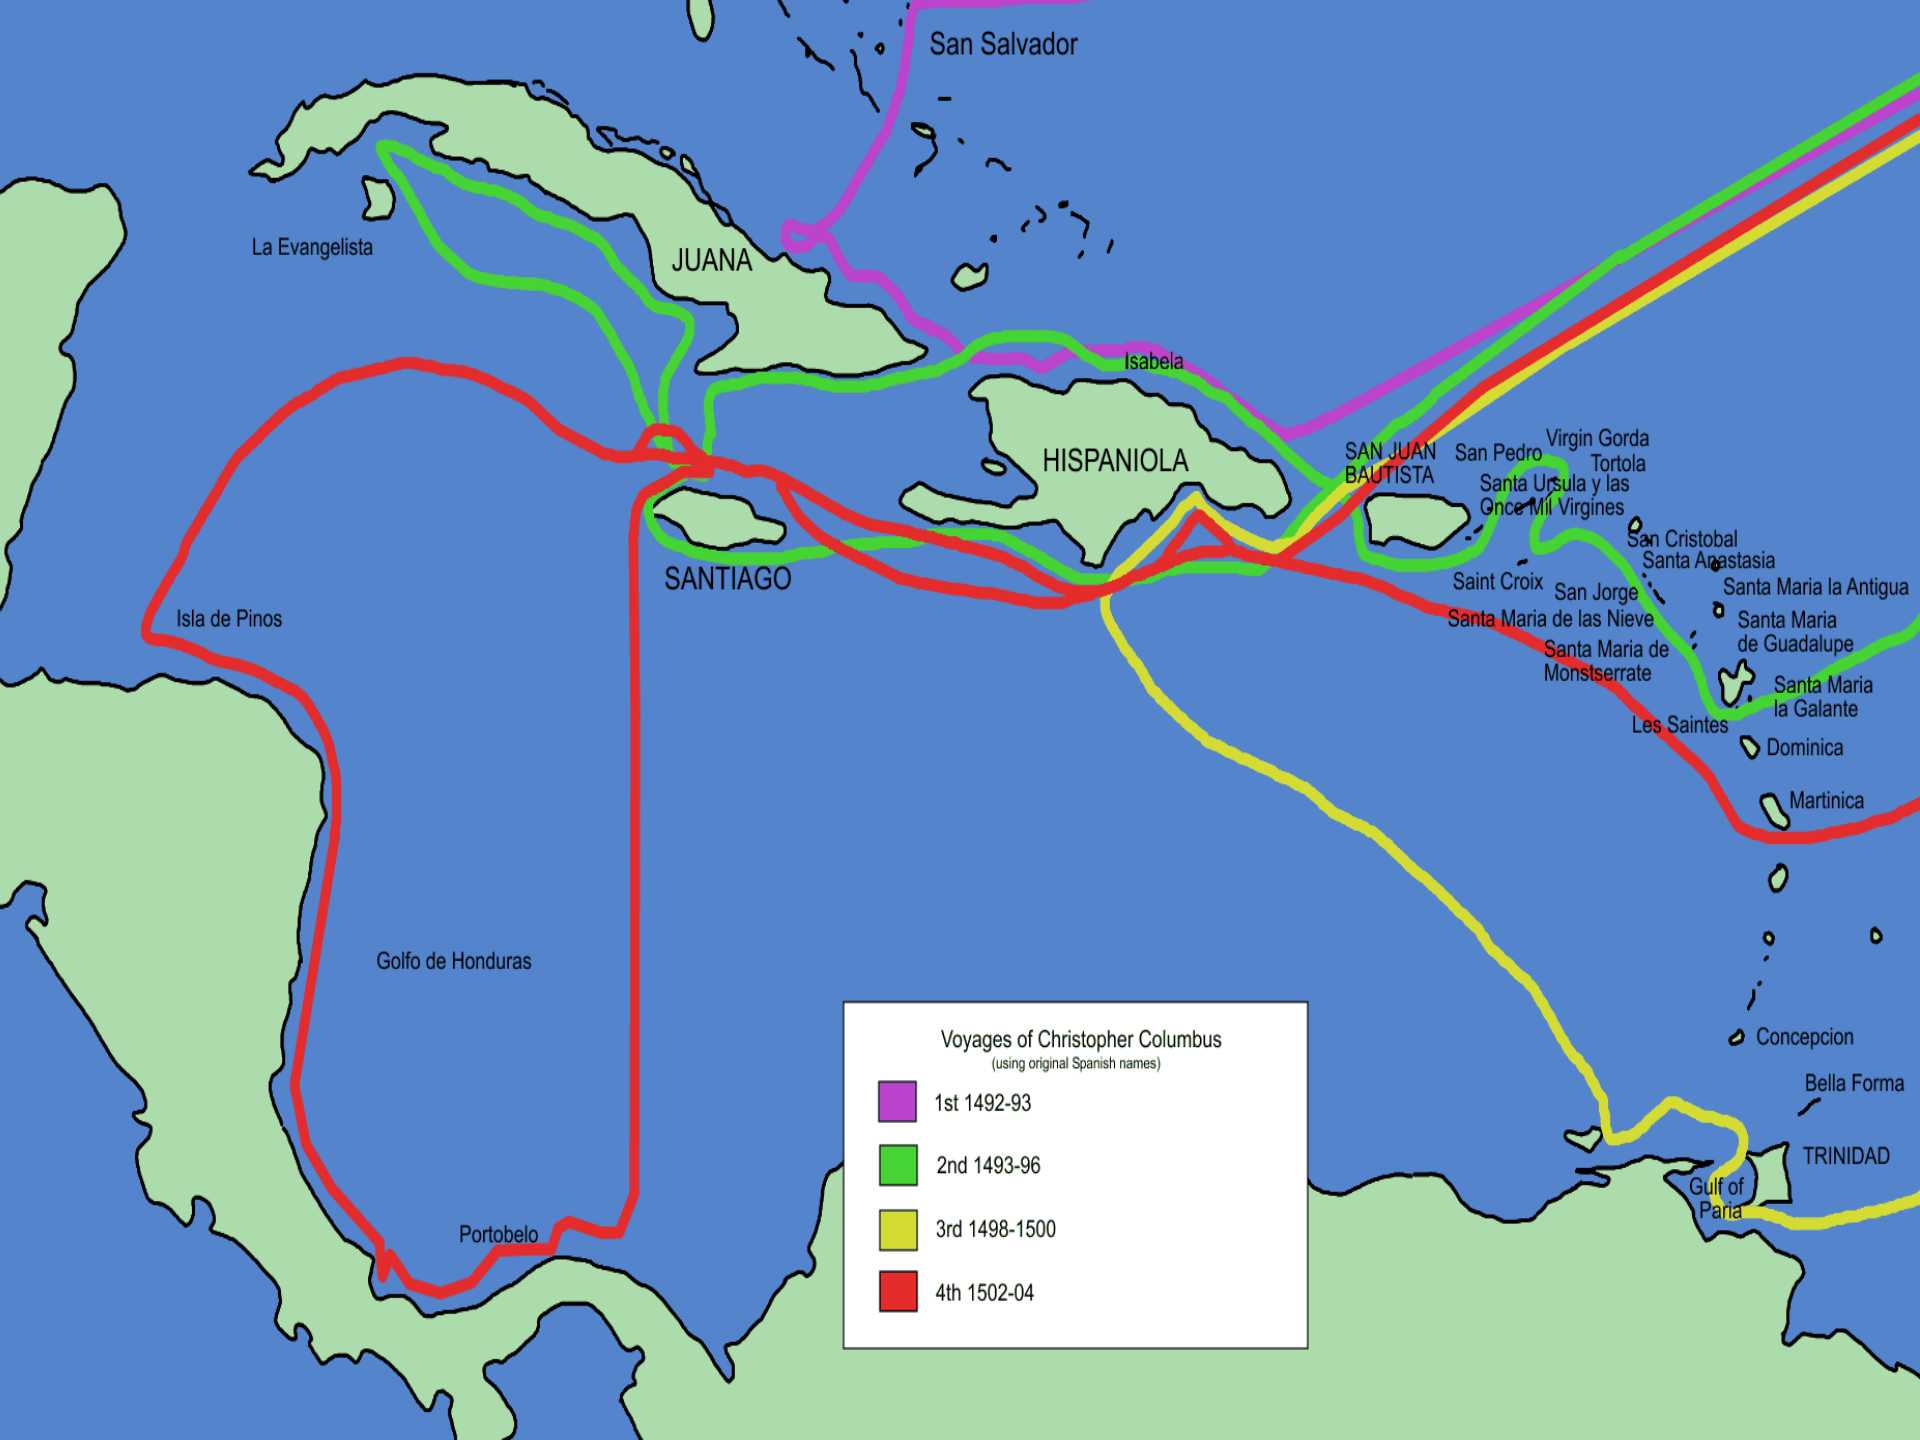 San Salvador
La Evangelista
JUANA
Isabela
HISPANIOLA
SAN JUAN
BAUTISTA
San Pedro
Virgin Gorda
Tortola
Santa Ursula y las
Once Mil Virgines
San Cristobal
Santa Anastasia
Saint Croix
San Jorge
Santa Maria la Antigua
Santa Maria de las Nieve
Santa Maria
de Guadalupe
Santa Maria de
Monstserrate
Santa Maria
la Galante
Les Saintes
Dominica
Martinica
SANTIAGO
Isla de Pinos
Golfo de Honduras
Portobelo
Concepcion
Bella Forma
TRINIDAD
Gulf of
Paria
Voyages of Christopher Columbus
(using original Spanish names)
1st 1492-93
2nd 1493-96
3rd 1498-1500
4th 1502-04